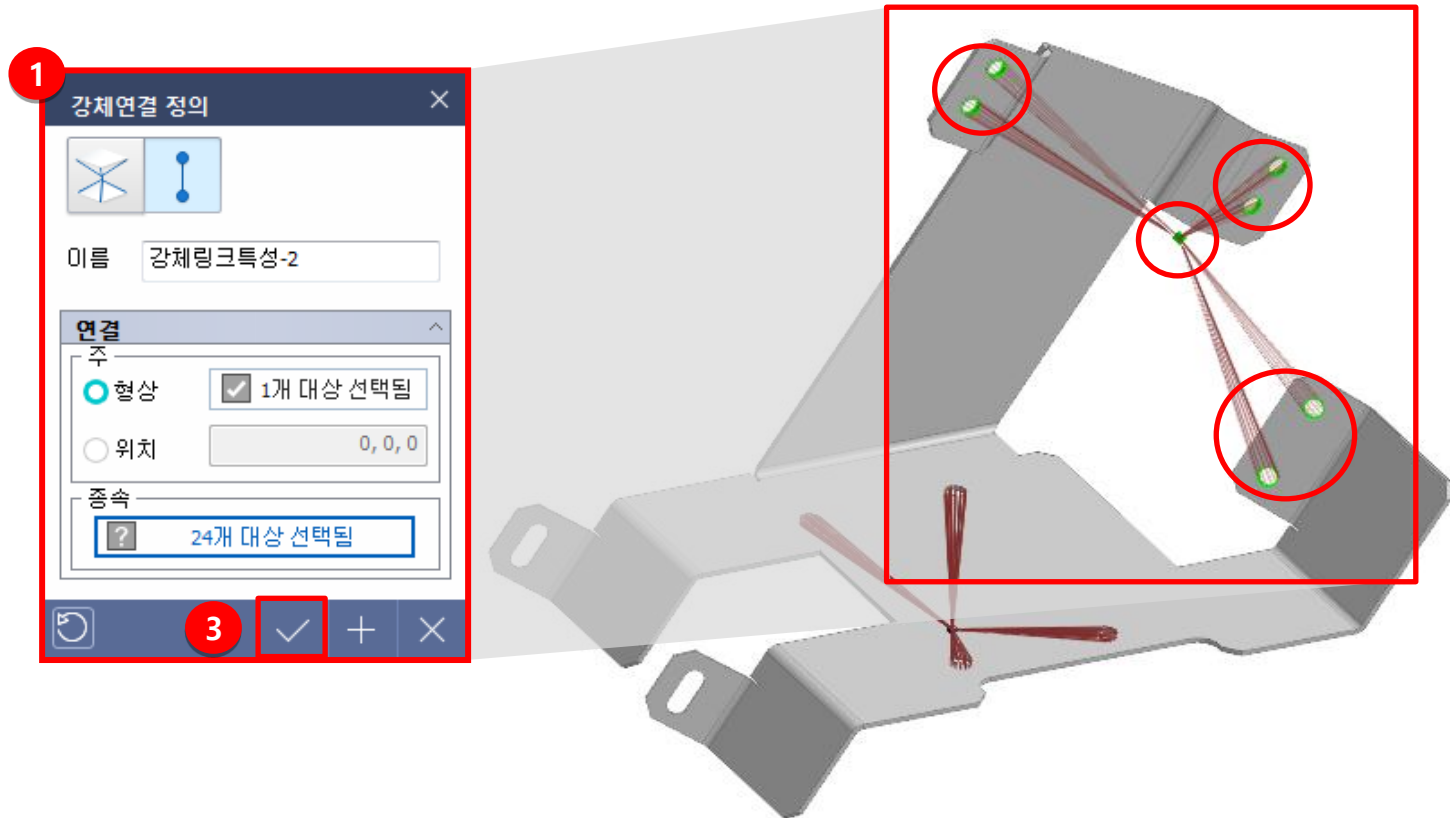 1
강체연결 정의
이름 강체링크특성-2
연결
주
형상 1개 대상 선택됨
위치 0, 0, 0
종속
? 24개 대상 선택됨
3